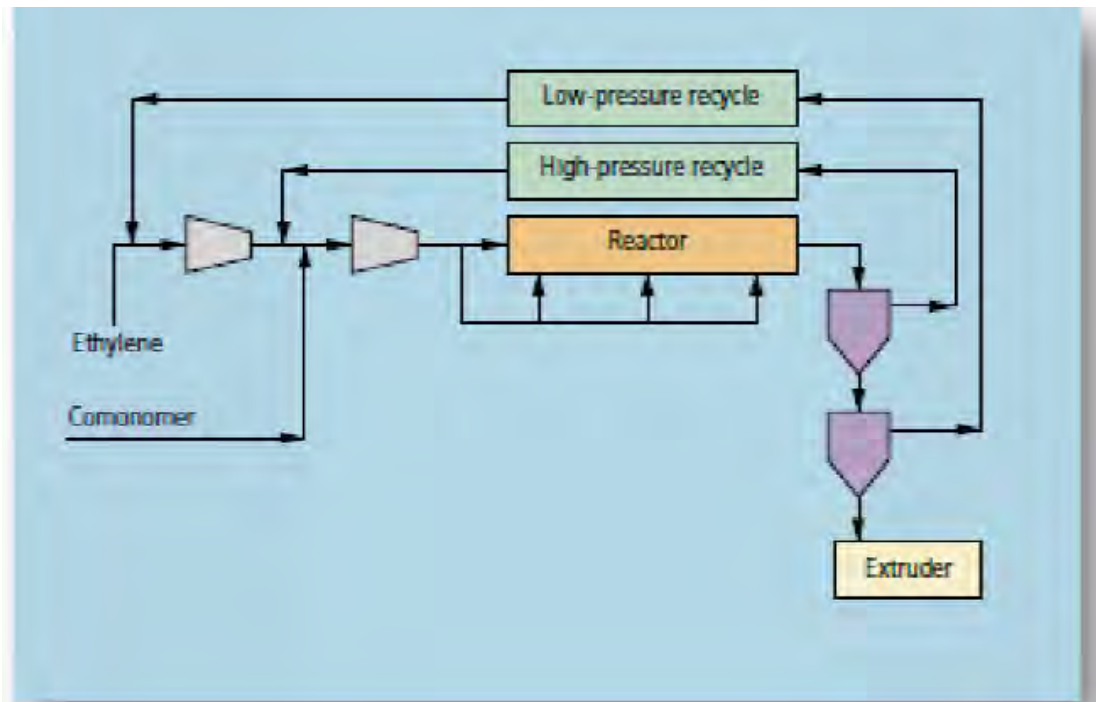 Low-pressure recycle
High-pressure recycle
Reactor
Ethylene
Comonomer
Extruder